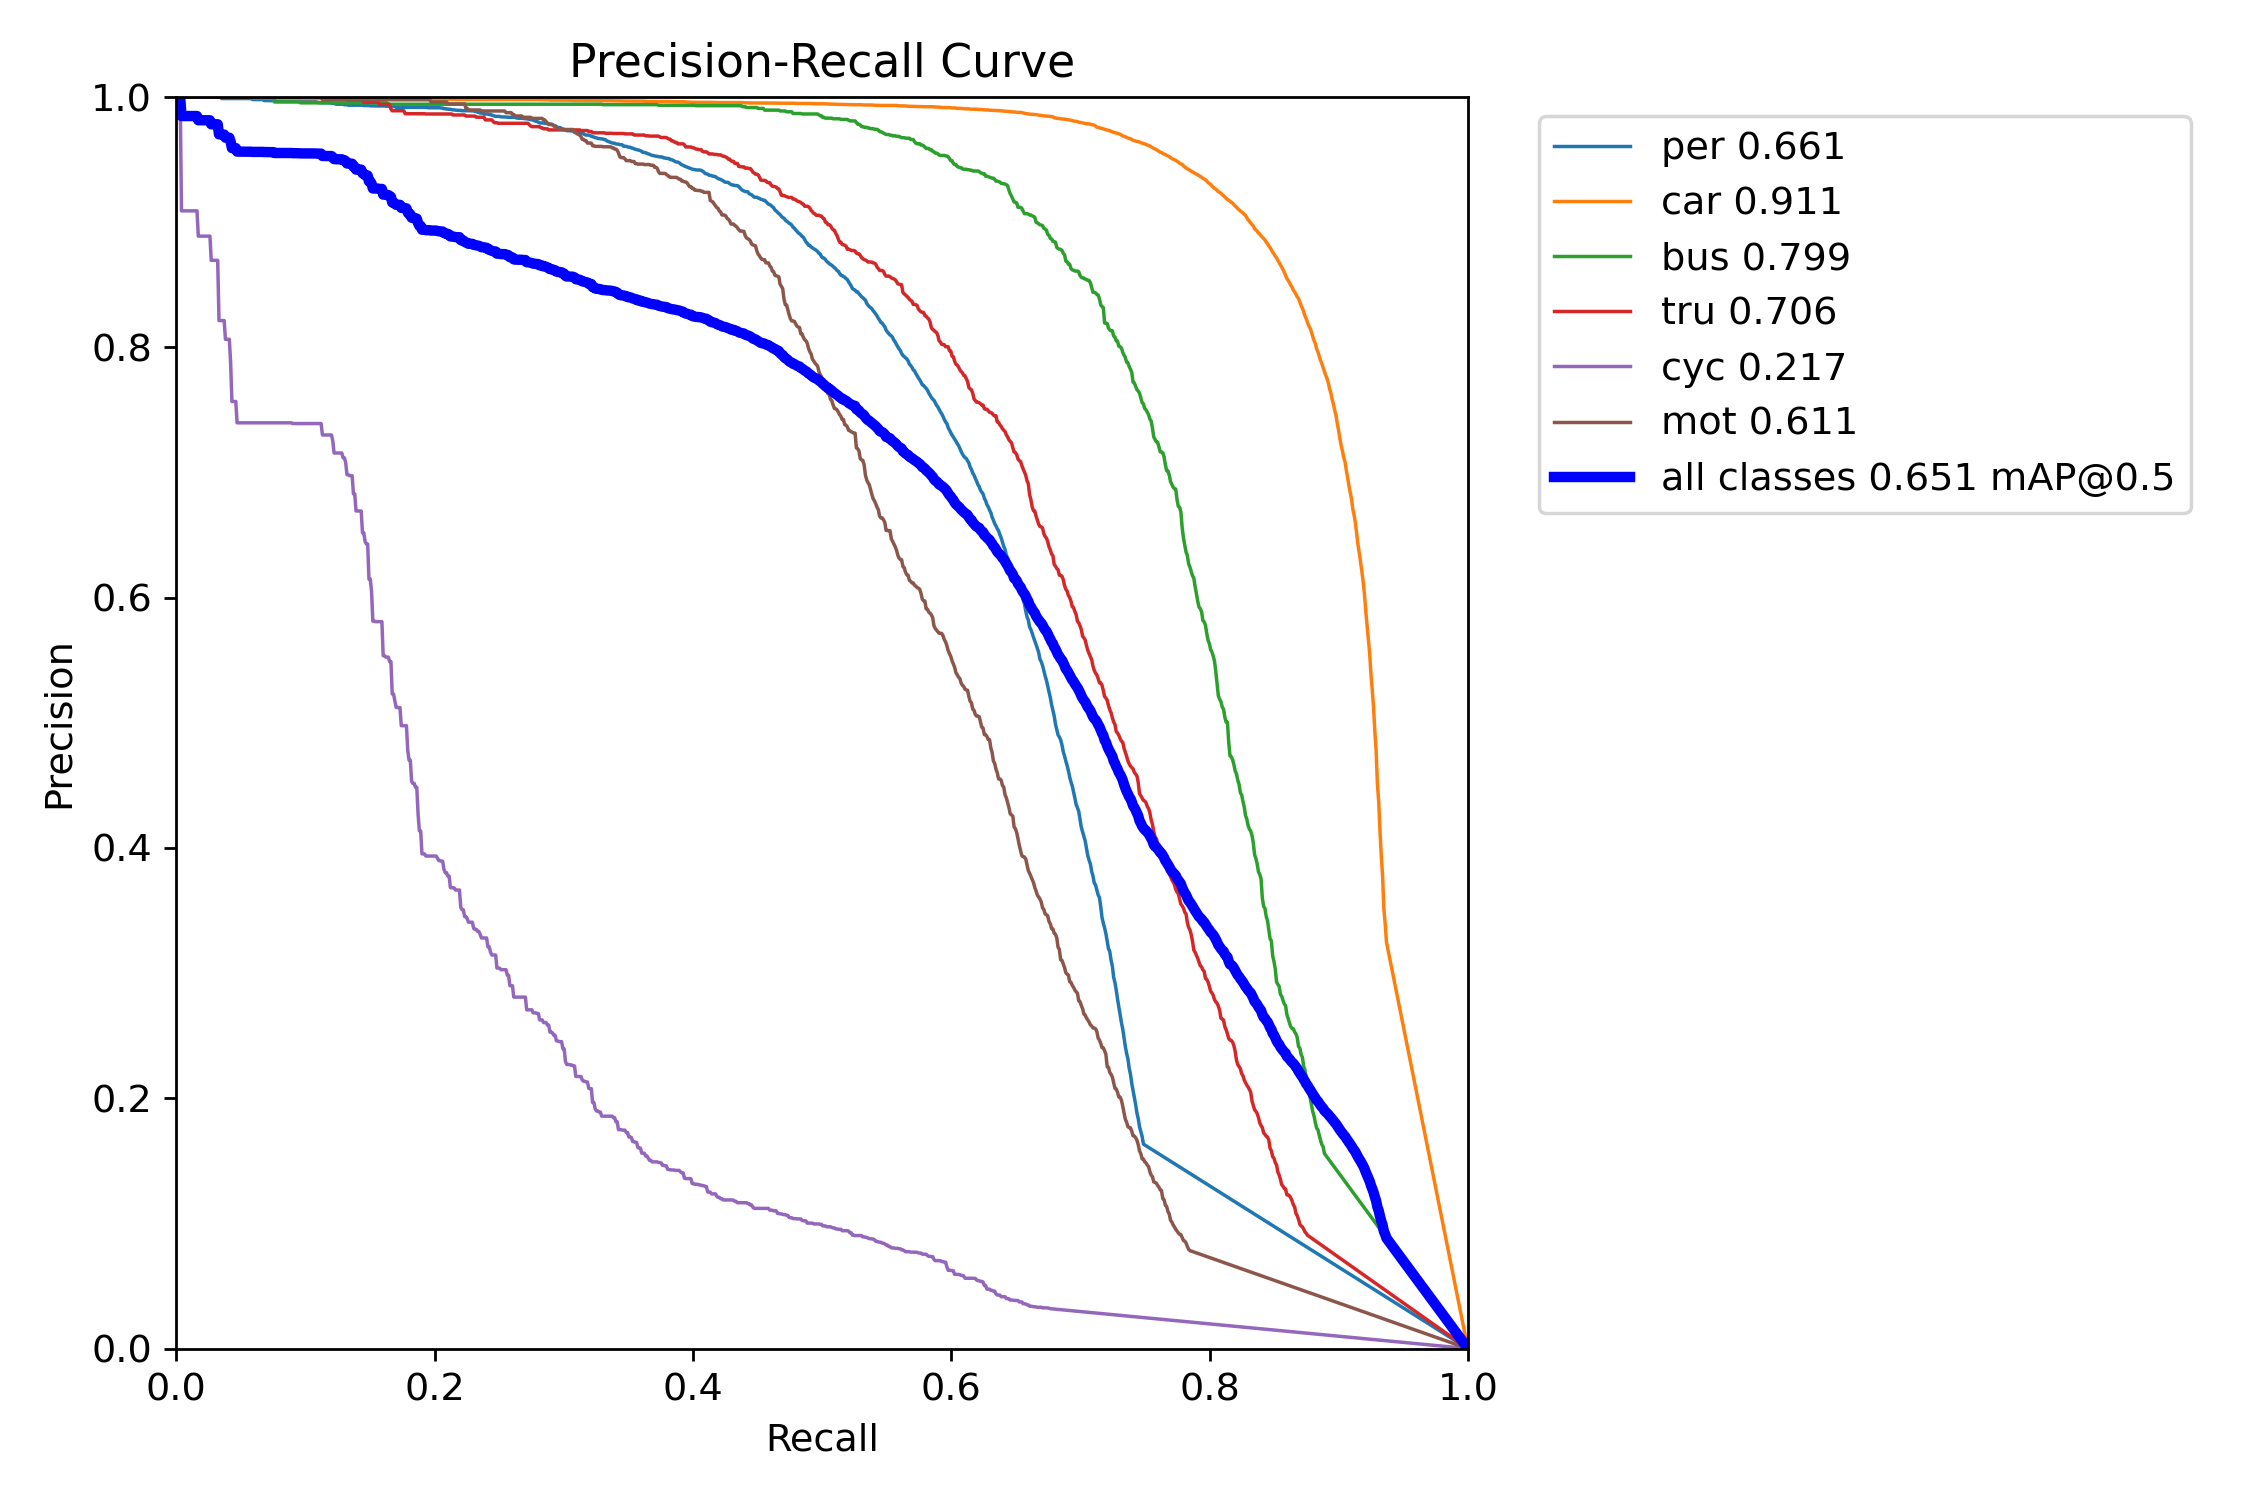 Precision-Recall Curve
1.0
0.8
0.6
0.4
0.2
0.0
Precision
0.0 0.2 0.4 0.6 0.8 1.0
Recall
per 0.661
car 0.911
bus 0.799
tru 0.706
cyc 0.217
mot 0.611
all classes 0.651 mAP@0.5